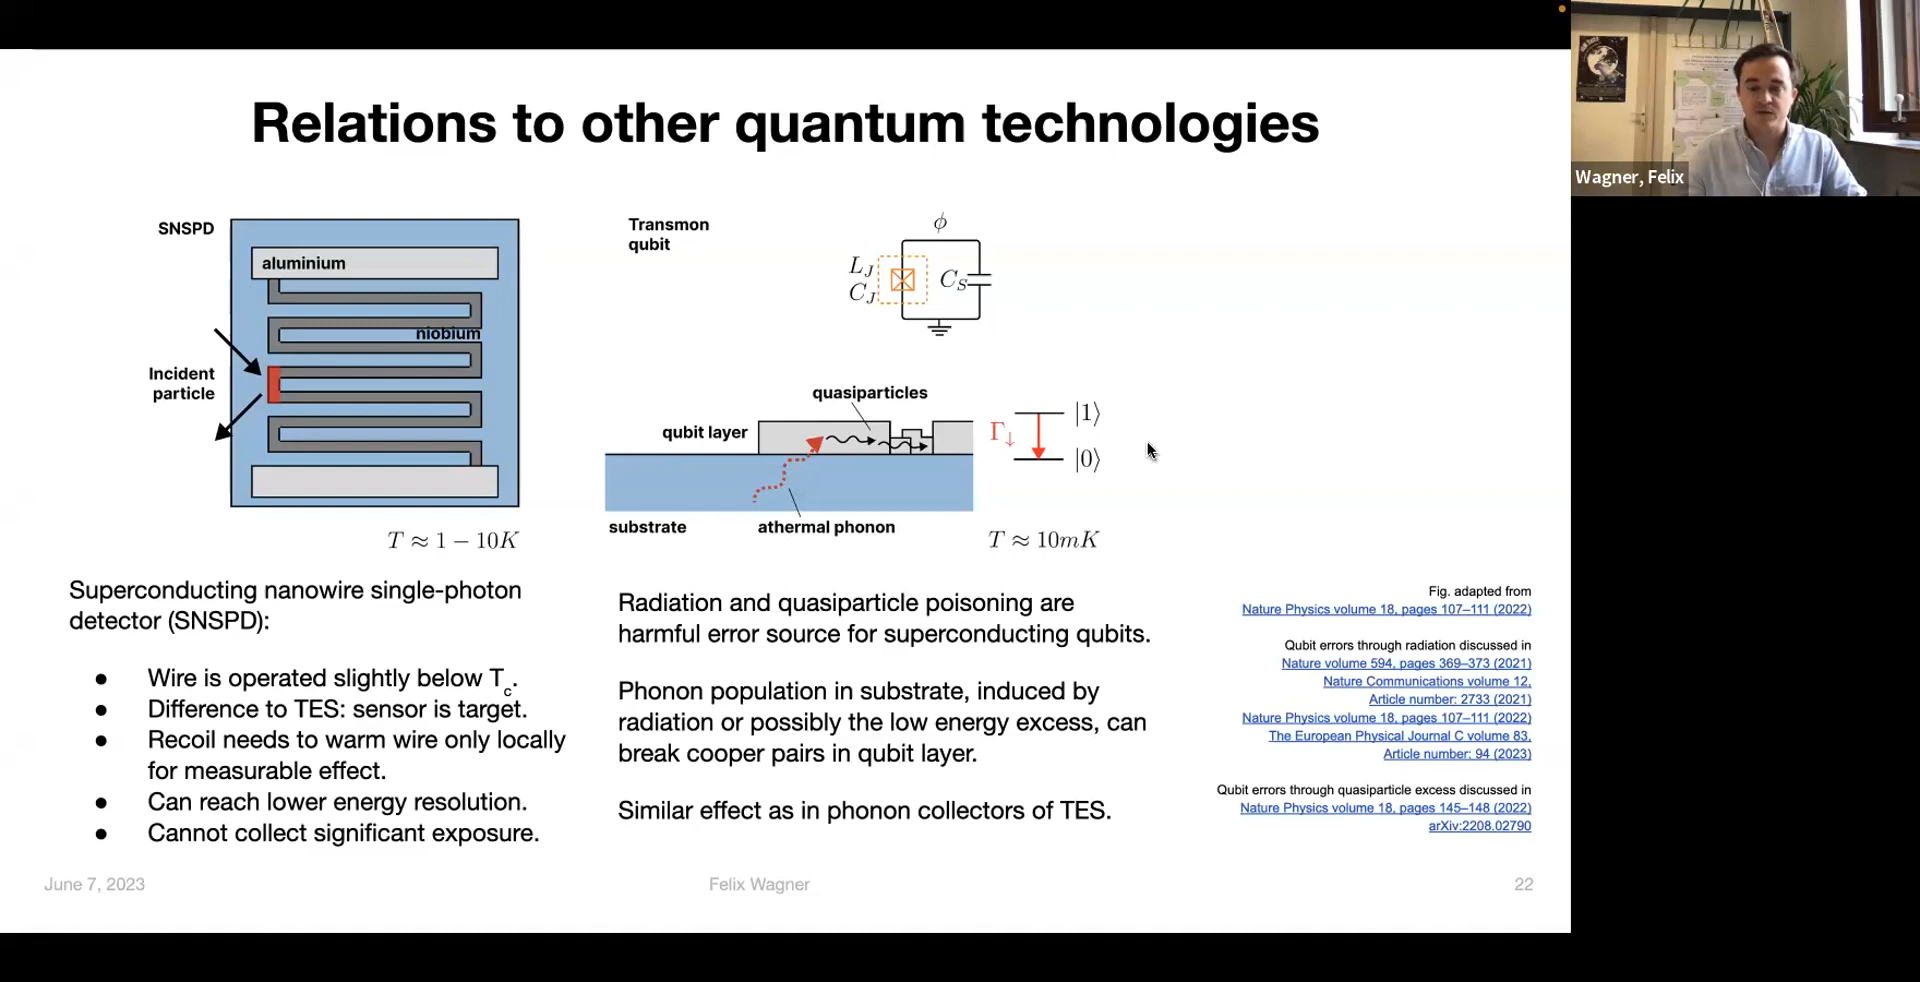 Relations to other quantum technologies
SNSPD
aluminium
niobium
Incident
particle
T ≈ 1 − 10K
Transmon
qubit
ϕ
L_J
C_J
C_S
quasiparticles
qubit layer
Γ↓
|1⟩
|0⟩
substrate
athermal phonon
T ≈ 10mK
Superconducting nanowire single-photon
detector (SNSPD):
● Wire is operated slightly below T_c.
● Difference to TES: sensor is target.
● Recoil needs to warm wire only locally
for measurable effect.
● Can reach lower energy resolution.
● Cannot collect significant exposure.
Radiation and quasiparticle poisoning are
harmful error source for superconducting qubits.
Phonon population in substrate, induced by
radiation or possibly the low energy excess, can
break cooper pairs in qubit layer.
Similar effect as in phonon collectors of TES.
Fig. adapted from
Nature Physics volume 18, pages 107–111 (2022)
Qubit errors through radiation discussed in
Nature volume 594, pages 369–373 (2021)
Nature Communications volume 12,
Article number: 2733 (2021)
Nature Physics volume 18, pages 107–111 (2022)
The European Physical Journal C volume 83,
Article number: 94 (2023)
Qubit errors through quasiparticle excess discussed in
Nature Physics volume 18, pages 145–148 (2022)
arXiv:2208.02790
June 7, 2023
Felix Wagner
22
Wagner, Felix